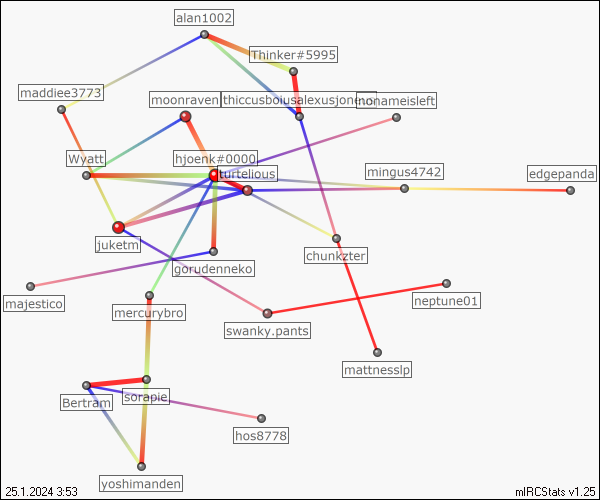 alan1002
Thinker#5995
maddiee3773
moonraven
nonameisleft
Wyatt
hjoenk#0000
turtelious
mingus4742
edgepanda
juketm
gorudenneko
chunkzter
majestico
mercurybro
neptune01
swanky.pants
mattnesslp
Bertram
sorapie
hos8778
yoshimanden
25.1.2024 3:53
mIRCStats v1.25